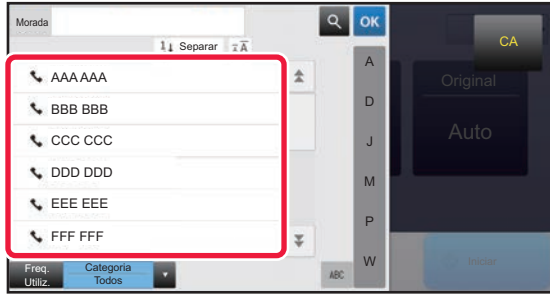 Morada
OK
CA
Separar
A
AAA AAA
BBB BBB
CCC CCC
DDD DDD
EEE EEE
FFF FFF
A
D
J
M
P
W
Original
Auto
Iniciar
Freq.
Utiliz.
Categoria
Todos
ABC